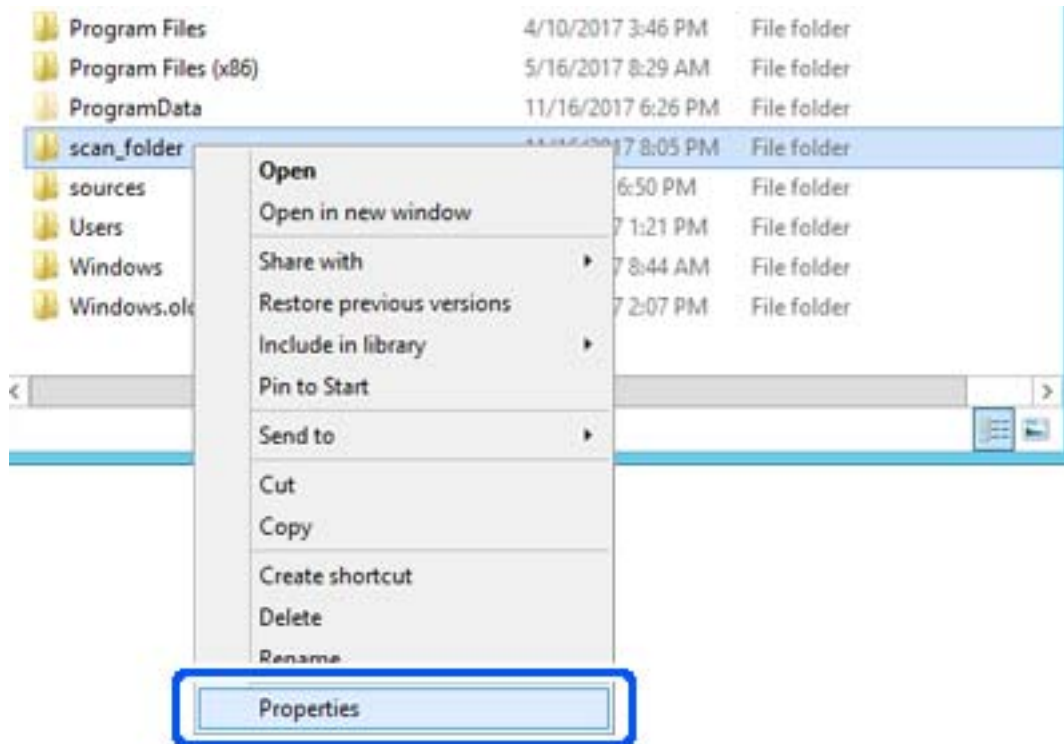 Program Files 4/10/2017 3:46 PM File folder
Program Files (x86) 5/16/2017 8:29 AM File folder
ProgramData 11/16/2017 6:26 PM File folder
scan_folder 17 8:05 PM File folder
sources 6:50 PM File folder
Users 7 1:21 PM File folder
Windows 7 8:44 AM File folder
Windows.old 7 2:07 PM File folder
Open
Open in new window
Share with
Restore previous versions
Include in library
Pin to Start
Send to
Cut
Copy
Create shortcut
Delete
Rename
Properties